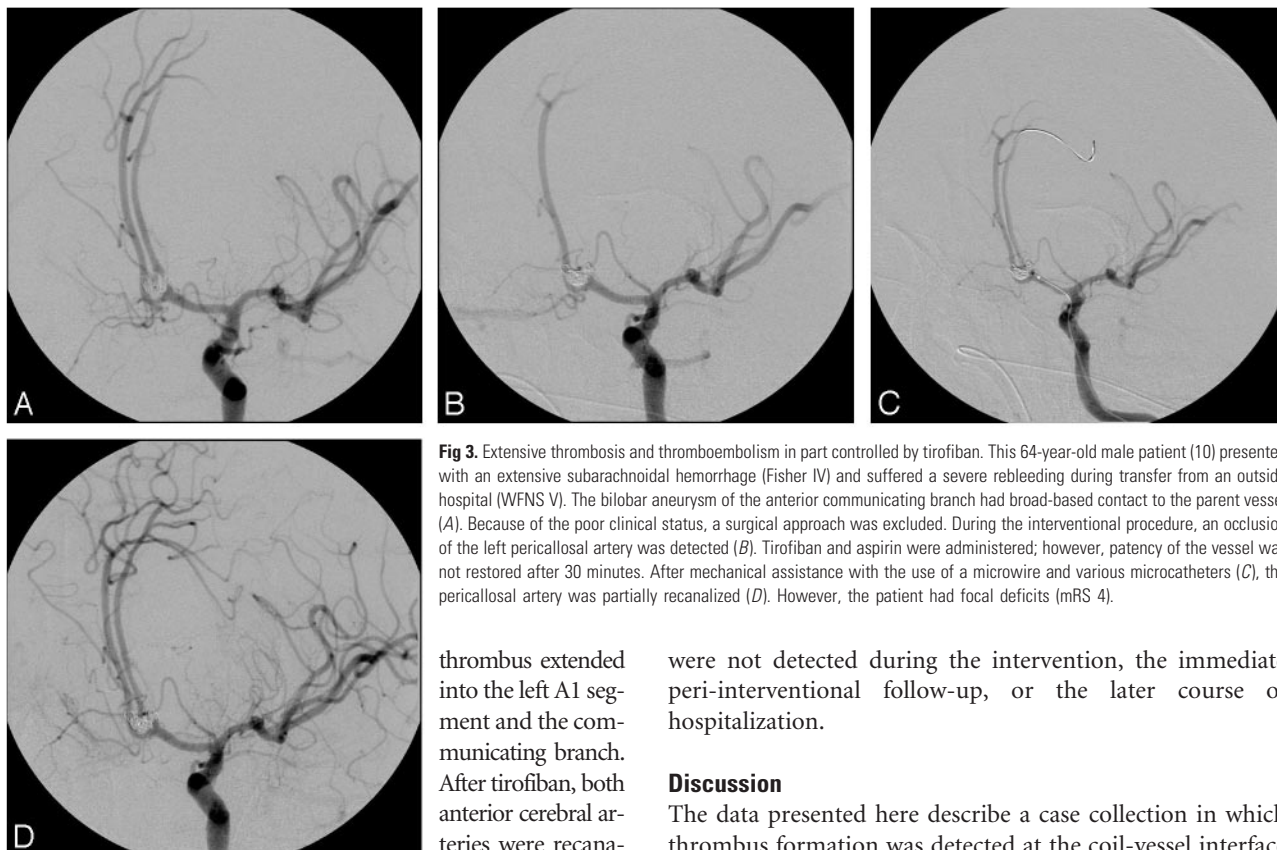 A
B
C
D
Fig 3. Extensive thrombosis and thromboembolism in part controlled by tirofiban. This 64-year-old male patient (10) presente
with an extensive subarachnoidal hemorrhage (Fisher IV) and suffered a severe rebleeding during transfer from an outsid
hospital (WFNS V). The bilobar aneurysm of the anterior communicating branch had broad-based contact to the parent vesse
(A). Because of the poor clinical status, a surgical approach was excluded. During the interventional procedure, an occlusio
of the left pericallosal artery was detected (B). Tirofiban and aspirin were administered; however, patency of the vessel wa
not restored after 30 minutes. After mechanical assistance with the use of a microwire and various microcatheters (C), th
pericallosal artery was partially recanalized (D). However, the patient had focal deficits (mRS 4).
thrombus extended
into the left A1 seg-
ment and the com-
municating branch.
After tirofiban, both
anterior cerebral ar-
teries were recana-
were not detected during the intervention, the immediat
peri-interventional follow-up, or the later course o
hospitalization.
Discussion
The data presented here describe a case collection in which
thrombus formation was detected at the coil-vessel interface